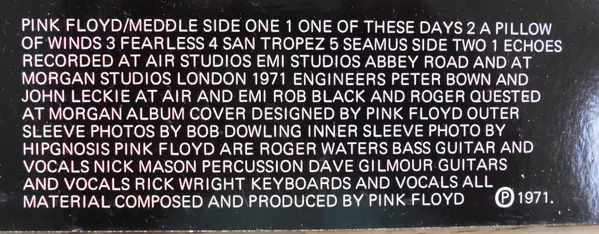 PINK FLOYD/MEDDLE SIDE ONE 1 ONE OF THESE DAYS 2 A PILLOW
OF WINDS 3 FEARLESS 4 SAN TROPEZ 5 SEAMUS SIDE TWO 1 ECHOES
RECORDED AT AIR STUDIOS EMI STUDIOS ABBEY ROAD AND AT
MORGAN STUDIOS LONDON 1971 ENGINEERS PETER BOWN AND
JOHN LECKIE AT AIR AND EMI ROB BLACK AND ROGER QUESTED
AT MORGAN ALBUM COVER DESIGNED BY PINK FLOYD OUTER
SLEEVE PHOTOS BY BOB DOWLING INNER SLEEVE PHOTO BY
HIPGNOSIS PINK FLOYD ARE ROGER WATERS BASS GUITAR AND
VOCALS NICK MASON PERCUSSION DAVE GILMOUR GUITARS
AND VOCALS RICK WRIGHT KEYBOARDS AND VOCALS ALL
MATERIAL COMPOSED AND PRODUCED BY PINK FLOYD ℗ 1971.